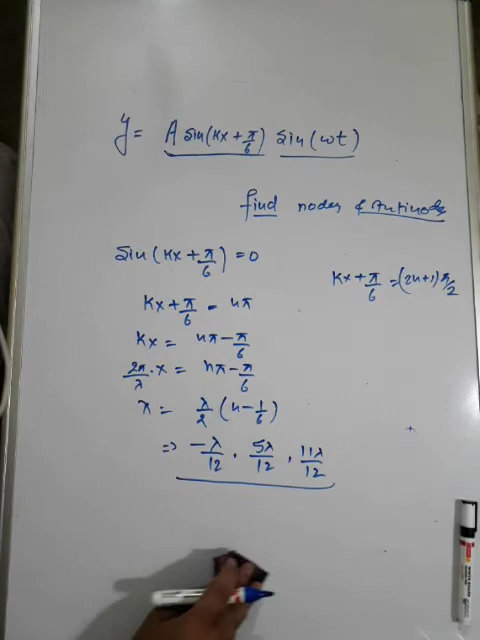 y = A sin(kx + π/6) sin(ωt)
find nodes & Antinodes
sin(kx + π/6) = 0
kx + π/6 = (2n+1)π/2
kx + π/6 = nπ
kx = nπ - π/6
2π/λ . x = nπ - π/6
x = λ/2 (n - 1/6)
⇒ -λ/12 , 5λ/12 , 11λ/12